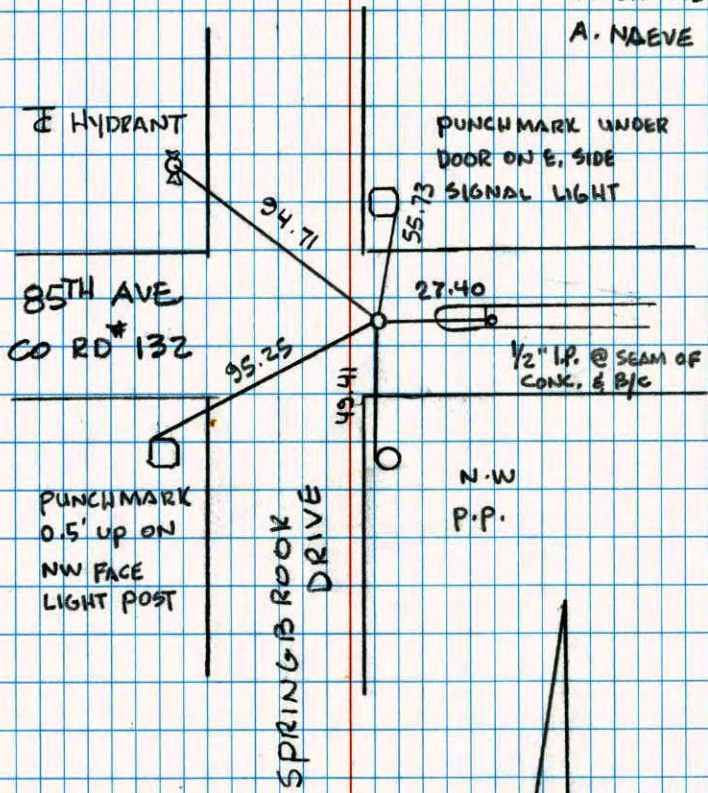 A. NAEVE
℄ HYDRANT
PUNCHMARK UNDER
DOOR ON E. SIDE
SIGNAL LIGHT
94.71
55.73
85TH AVE
CO RD # 132
27.40
95.25
1/2" I.P. @ SEAM OF
CONC. & B/C
49.41
PUNCHMARK
0.5' UP ON
NW FACE
LIGHT POST
N.W
P.P.
SPRINGBROOK
DRIVE